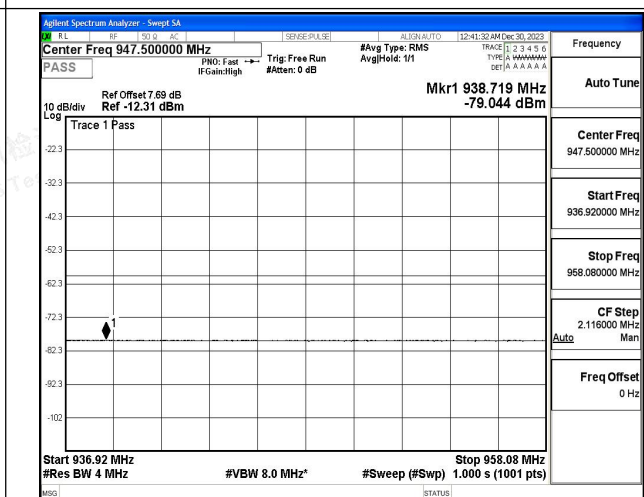 Agilent Spectrum Analyzer - Swept SA
RL RF 50 Ω AC SENSE:PULSE ALIGN AUTO 12:41:32 AM Dec 30, 2023
Center Freq 947.500000 MHz
PASS
PNO: Fast
IFGain:High
Trig: Free Run
#Atten: 0 dB
#Avg Type: RMS
Avg|Hold: 1/1
TRACE 1 2 3 4 5 6
TYPE A WWWWW
DET A A A A A A
Mkr1 938.719 MHz
-79.044 dBm
Ref Offset 7.69 dB
10 dB/div Ref -12.31 dBm
Log
Trace 1 Pass
-22.3
-32.3
-42.3
-52.3
-62.3
-72.3
1
-82.3
-92.3
-102
Start 936.92 MHz Stop 958.08 MHz
#Res BW 4 MHz #VBW 8.0 MHz* #Sweep (#Swp) 1.000 s (1001 pts)
MSG STATUS
Frequency
Auto Tune
Center Freq
947.500000 MHz
Start Freq
936.920000 MHz
Stop Freq
958.080000 MHz
CF Step
2.116000 MHz
Auto Man
Freq Offset
0 Hz